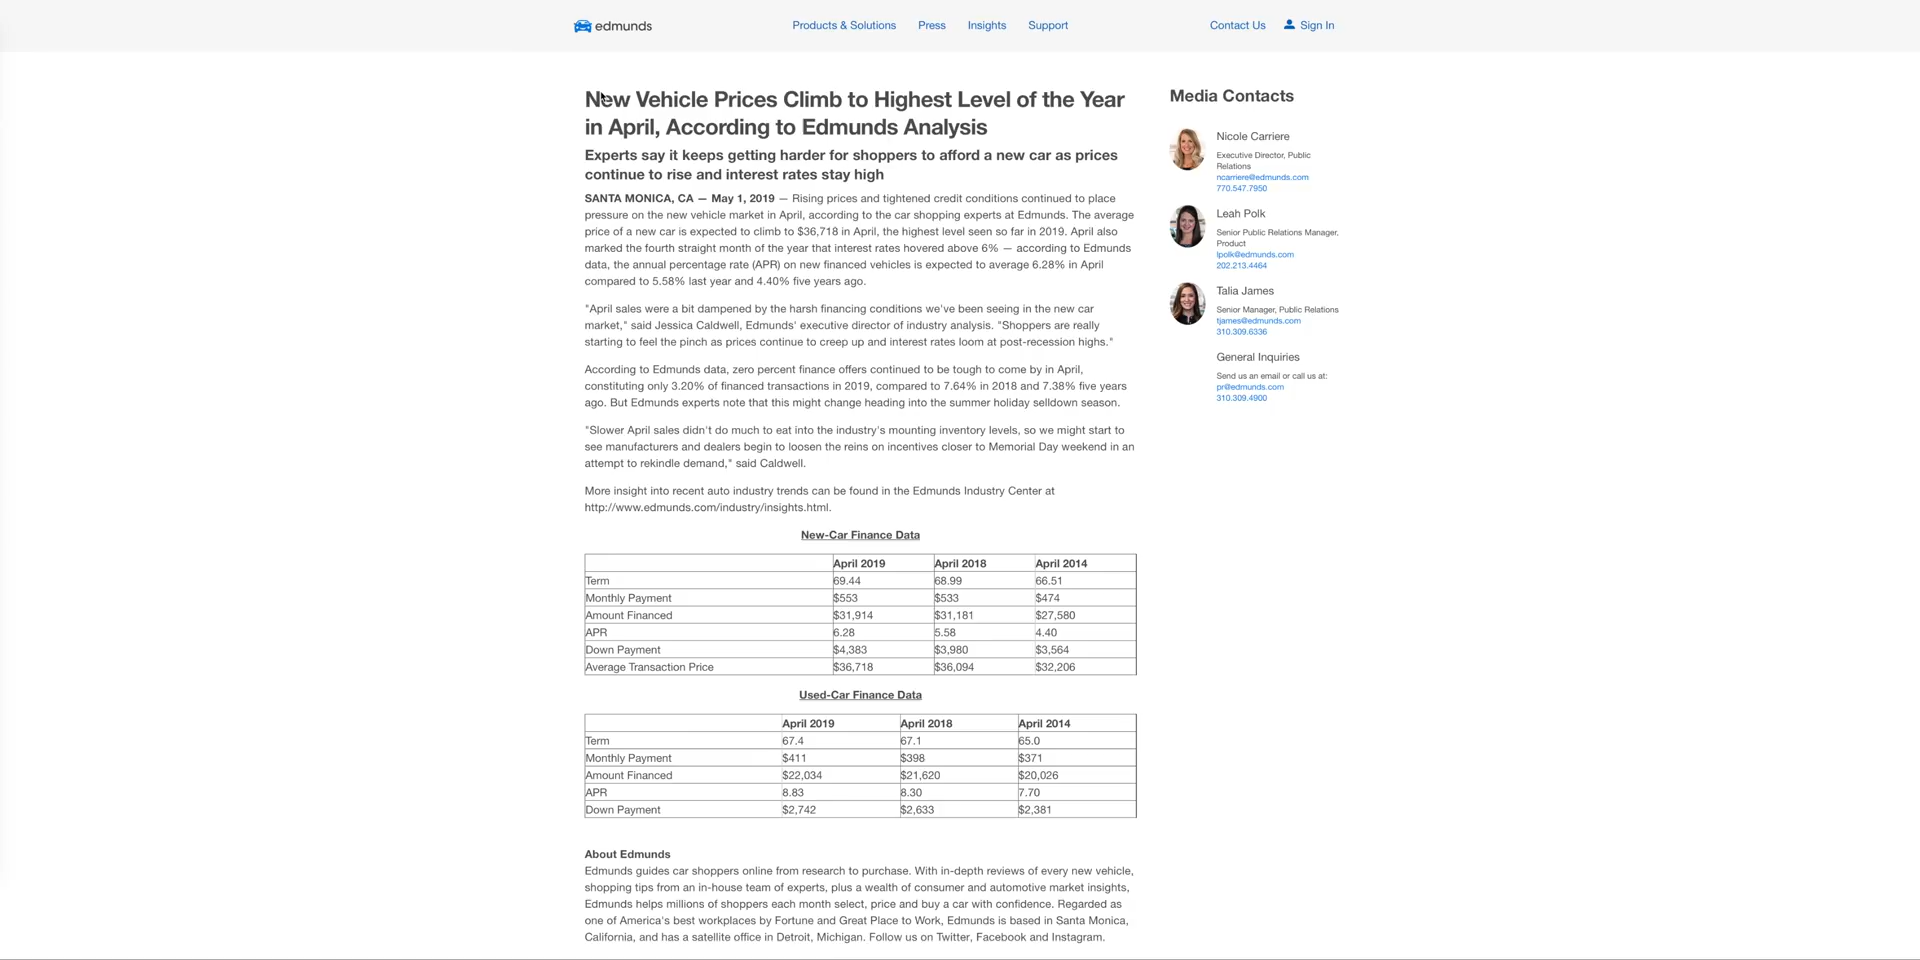 edmunds
Products & Solutions Press Insights Support
Contact Us Sign In
New Vehicle Prices Climb to Highest Level of the Year
in April, According to Edmunds Analysis
Experts say it keeps getting harder for shoppers to afford a new car as prices
continue to rise and interest rates stay high
SANTA MONICA, CA — May 1, 2019 — Rising prices and tightened credit conditions continued to place
pressure on the new vehicle market in April, according to the car shopping experts at Edmunds. The average
price of a new car is expected to climb to $36,718 in April, the highest level seen so far in 2019. April also
marked the fourth straight month of the year that interest rates hovered above 6% — according to Edmunds
data, the annual percentage rate (APR) on new financed vehicles is expected to average 6.28% in April
compared to 5.58% last year and 4.40% five years ago.
"April sales were a bit dampened by the harsh financing conditions we've been seeing in the new car
market," said Jessica Caldwell, Edmunds' executive director of industry analysis. "Shoppers are really
starting to feel the pinch as prices continue to creep up and interest rates loom at post-recession highs."
According to Edmunds data, zero percent finance offers continued to be tough to come by in April,
constituting only 3.20% of financed transactions in 2019, compared to 7.64% in 2018 and 7.38% five years
ago. But Edmunds experts note that this might change heading into the summer holiday selldown season.
"Slower April sales didn't do much to eat into the industry's mounting inventory levels, so we might start to
see manufacturers and dealers begin to loosen the reins on incentives closer to Memorial Day weekend in an
attempt to rekindle demand," said Caldwell.
More insight into recent auto industry trends can be found in the Edmunds Industry Center at
http://www.edmunds.com/industry/insights.html.
New-Car Finance Data
April 2019 April 2018 April 2014
Term 69.44 68.99 66.51
Monthly Payment $553 $533 $474
Amount Financed $31,914 $31,181 $27,580
APR 6.28 5.58 4.40
Down Payment $4,383 $3,980 $3,564
Average Transaction Price $36,718 $36,094 $32,206
Used-Car Finance Data
April 2019 April 2018 April 2014
Term 67.4 67.1 65.0
Monthly Payment $411 $398 $371
Amount Financed $22,034 $21,620 $20,026
APR 8.83 8.30 7.70
Down Payment $2,742 $2,633 $2,381
About Edmunds
Edmunds guides car shoppers online from research to purchase. With in-depth reviews of every new vehicle,
shopping tips from an in-house team of experts, plus a wealth of consumer and automotive market insights,
Edmunds helps millions of shoppers each month select, price and buy a car with confidence. Regarded as
one of America's best workplaces by Fortune and Great Place to Work, Edmunds is based in Santa Monica,
California, and has a satellite office in Detroit, Michigan. Follow us on Twitter, Facebook and Instagram.
Media Contacts
Nicole Carriere
Executive Director, Public
Relations
ncarriere@edmunds.com
770.547.7950
Leah Polk
Senior Public Relations Manager,
Product
lpolk@edmunds.com
202.213.4464
Talia James
Senior Manager, Public Relations
tjames@edmunds.com
310.309.6336
General Inquiries
Send us an email or call us at:
pr@edmunds.com
310.309.4900